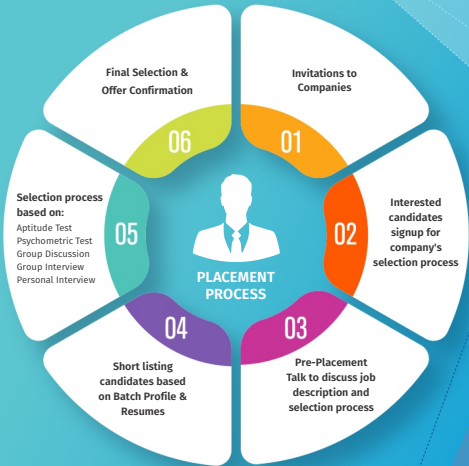 PLACEMENT
PROCESS
01
Invitations to
Companies
02
Interested
candidates
signup for
company's
selection process
03
Pre-Placement
Talk to discuss job
description and
selection process
04
Short listing
candidates based
on Batch Profile &
Resumes
05
Selection process
based on:
Aptitude Test
Psychometric Test
Group Discussion
Group Interview
Personal Interview
06
Final Selection &
Offer Confirmation